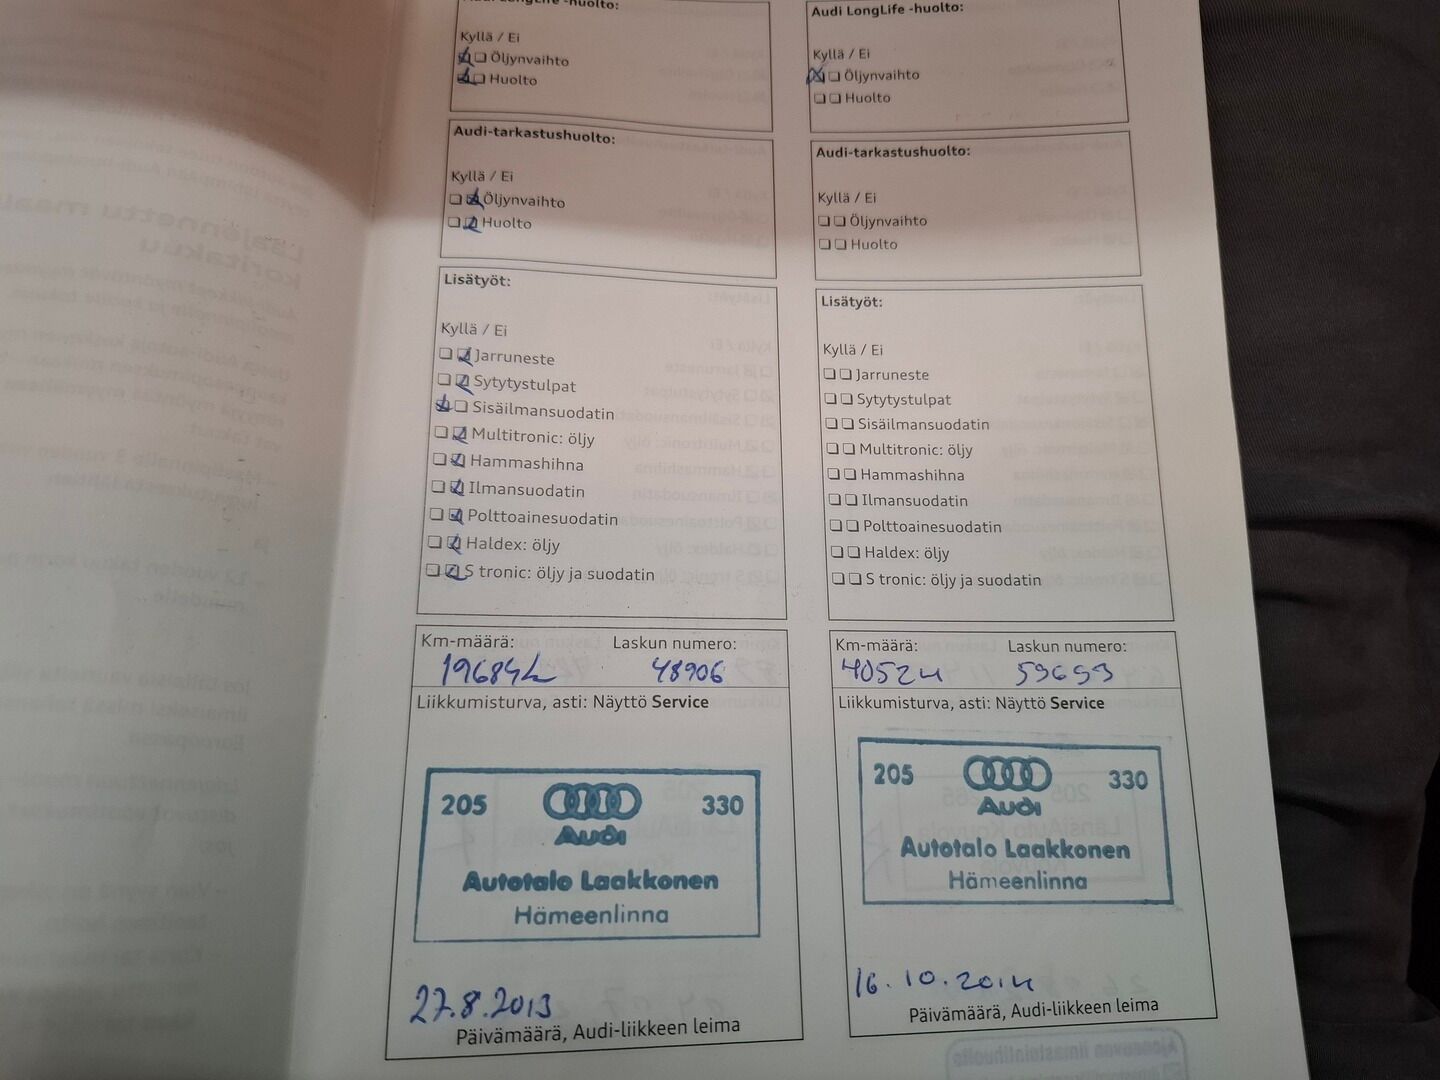 Audi LongLife -huolto:
Kyllä / Ei
Öljynvaihto
Huolto
Audi-tarkastushuolto:
Kyllä / Ei
Öljynvaihto
Huolto
Lisätyöt:
Kyllä / Ei
Jarruneste
Sytytystulpat
Sisäilmansuodatin
Multitronic: öljy
Hammashihna
Ilmansuodatin
Polttoainesuodatin
Haldex: öljy
S tronic: öljy ja suodatin
Km-määrä: Laskun numero:
48906
Liikkumisturva, asti: Näyttö Service
205 330
Audi
Autotalo Laakkonen
Hämeenlinna
27.8.2013
Päivämäärä, Audi-liikkeen leima
Audi LongLife -huolto:
Kyllä / Ei
Öljynvaihto
Huolto
Audi-tarkastushuolto:
Kyllä / Ei
Öljynvaihto
Huolto
Lisätyöt:
Kyllä / Ei
Jarruneste
Sytytystulpat
Sisäilmansuodatin
Multitronic: öljy
Hammashihna
Ilmansuodatin
Polttoainesuodatin
Haldex: öljy
S tronic: öljy ja suodatin
Km-määrä: Laskun numero:
59693
Liikkumisturva, asti: Näyttö Service
205 330
Audi
Autotalo Laakkonen
Hämeenlinna
16.10.2014
Päivämäärä, Audi-liikkeen leima